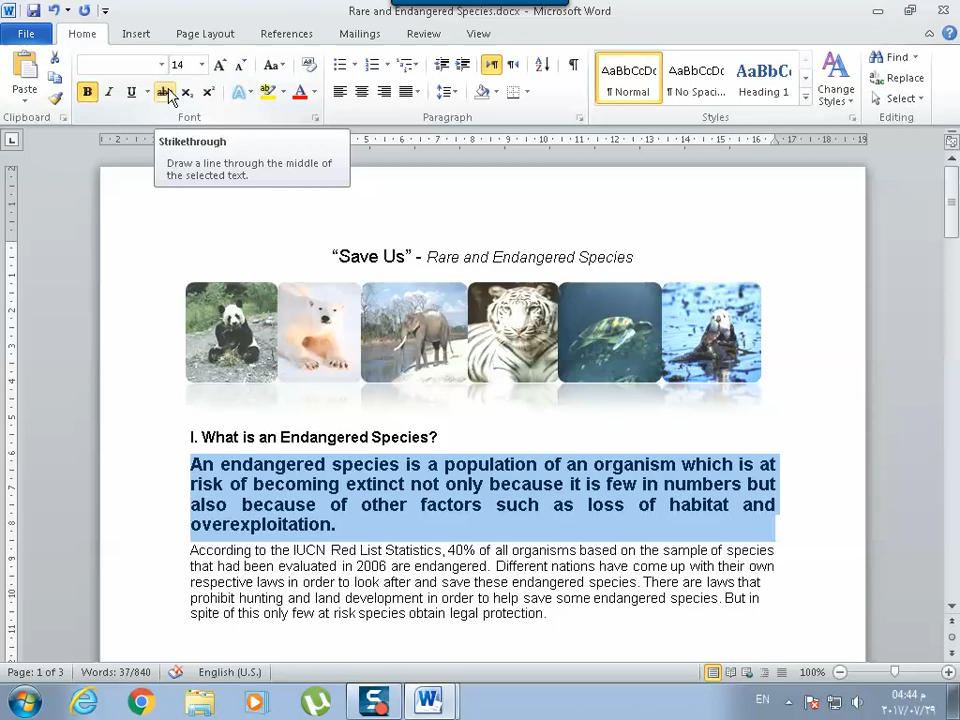 Rare and Endangered Species.docx - Microsoft Word
File Home Insert Page Layout References Mailings Review View
14 Aa
Paste B I U abc X₂ X² A ab A
AaBbCcDc AaBbCcDc AaBbC
¶ Normal ¶ No Spaci... Heading 1
Change Styles
Find
Replace
Select
Clipboard Font Paragraph Styles Editing
Strikethrough
Draw a line through the middle of
the selected text.
“Save Us” - Rare and Endangered Species
I. What is an Endangered Species?
An endangered species is a population of an organism which is at
risk of becoming extinct not only because it is few in numbers but
also because of other factors such as loss of habitat and
overexploitation.
According to the IUCN Red List Statistics, 40% of all organisms based on the sample of species
that had been evaluated in 2006 are endangered. Different nations have come up with their own
respective laws in order to look after and save these endangered species. There are laws that
prohibit hunting and land development in order to help save some endangered species. But in
spite of this only few at risk species obtain legal protection.
Page: 1 of 3 Words: 37/840 English (U.S.) 100%
EN
04:44 م
٢٠١٧/٠٧/٢٩